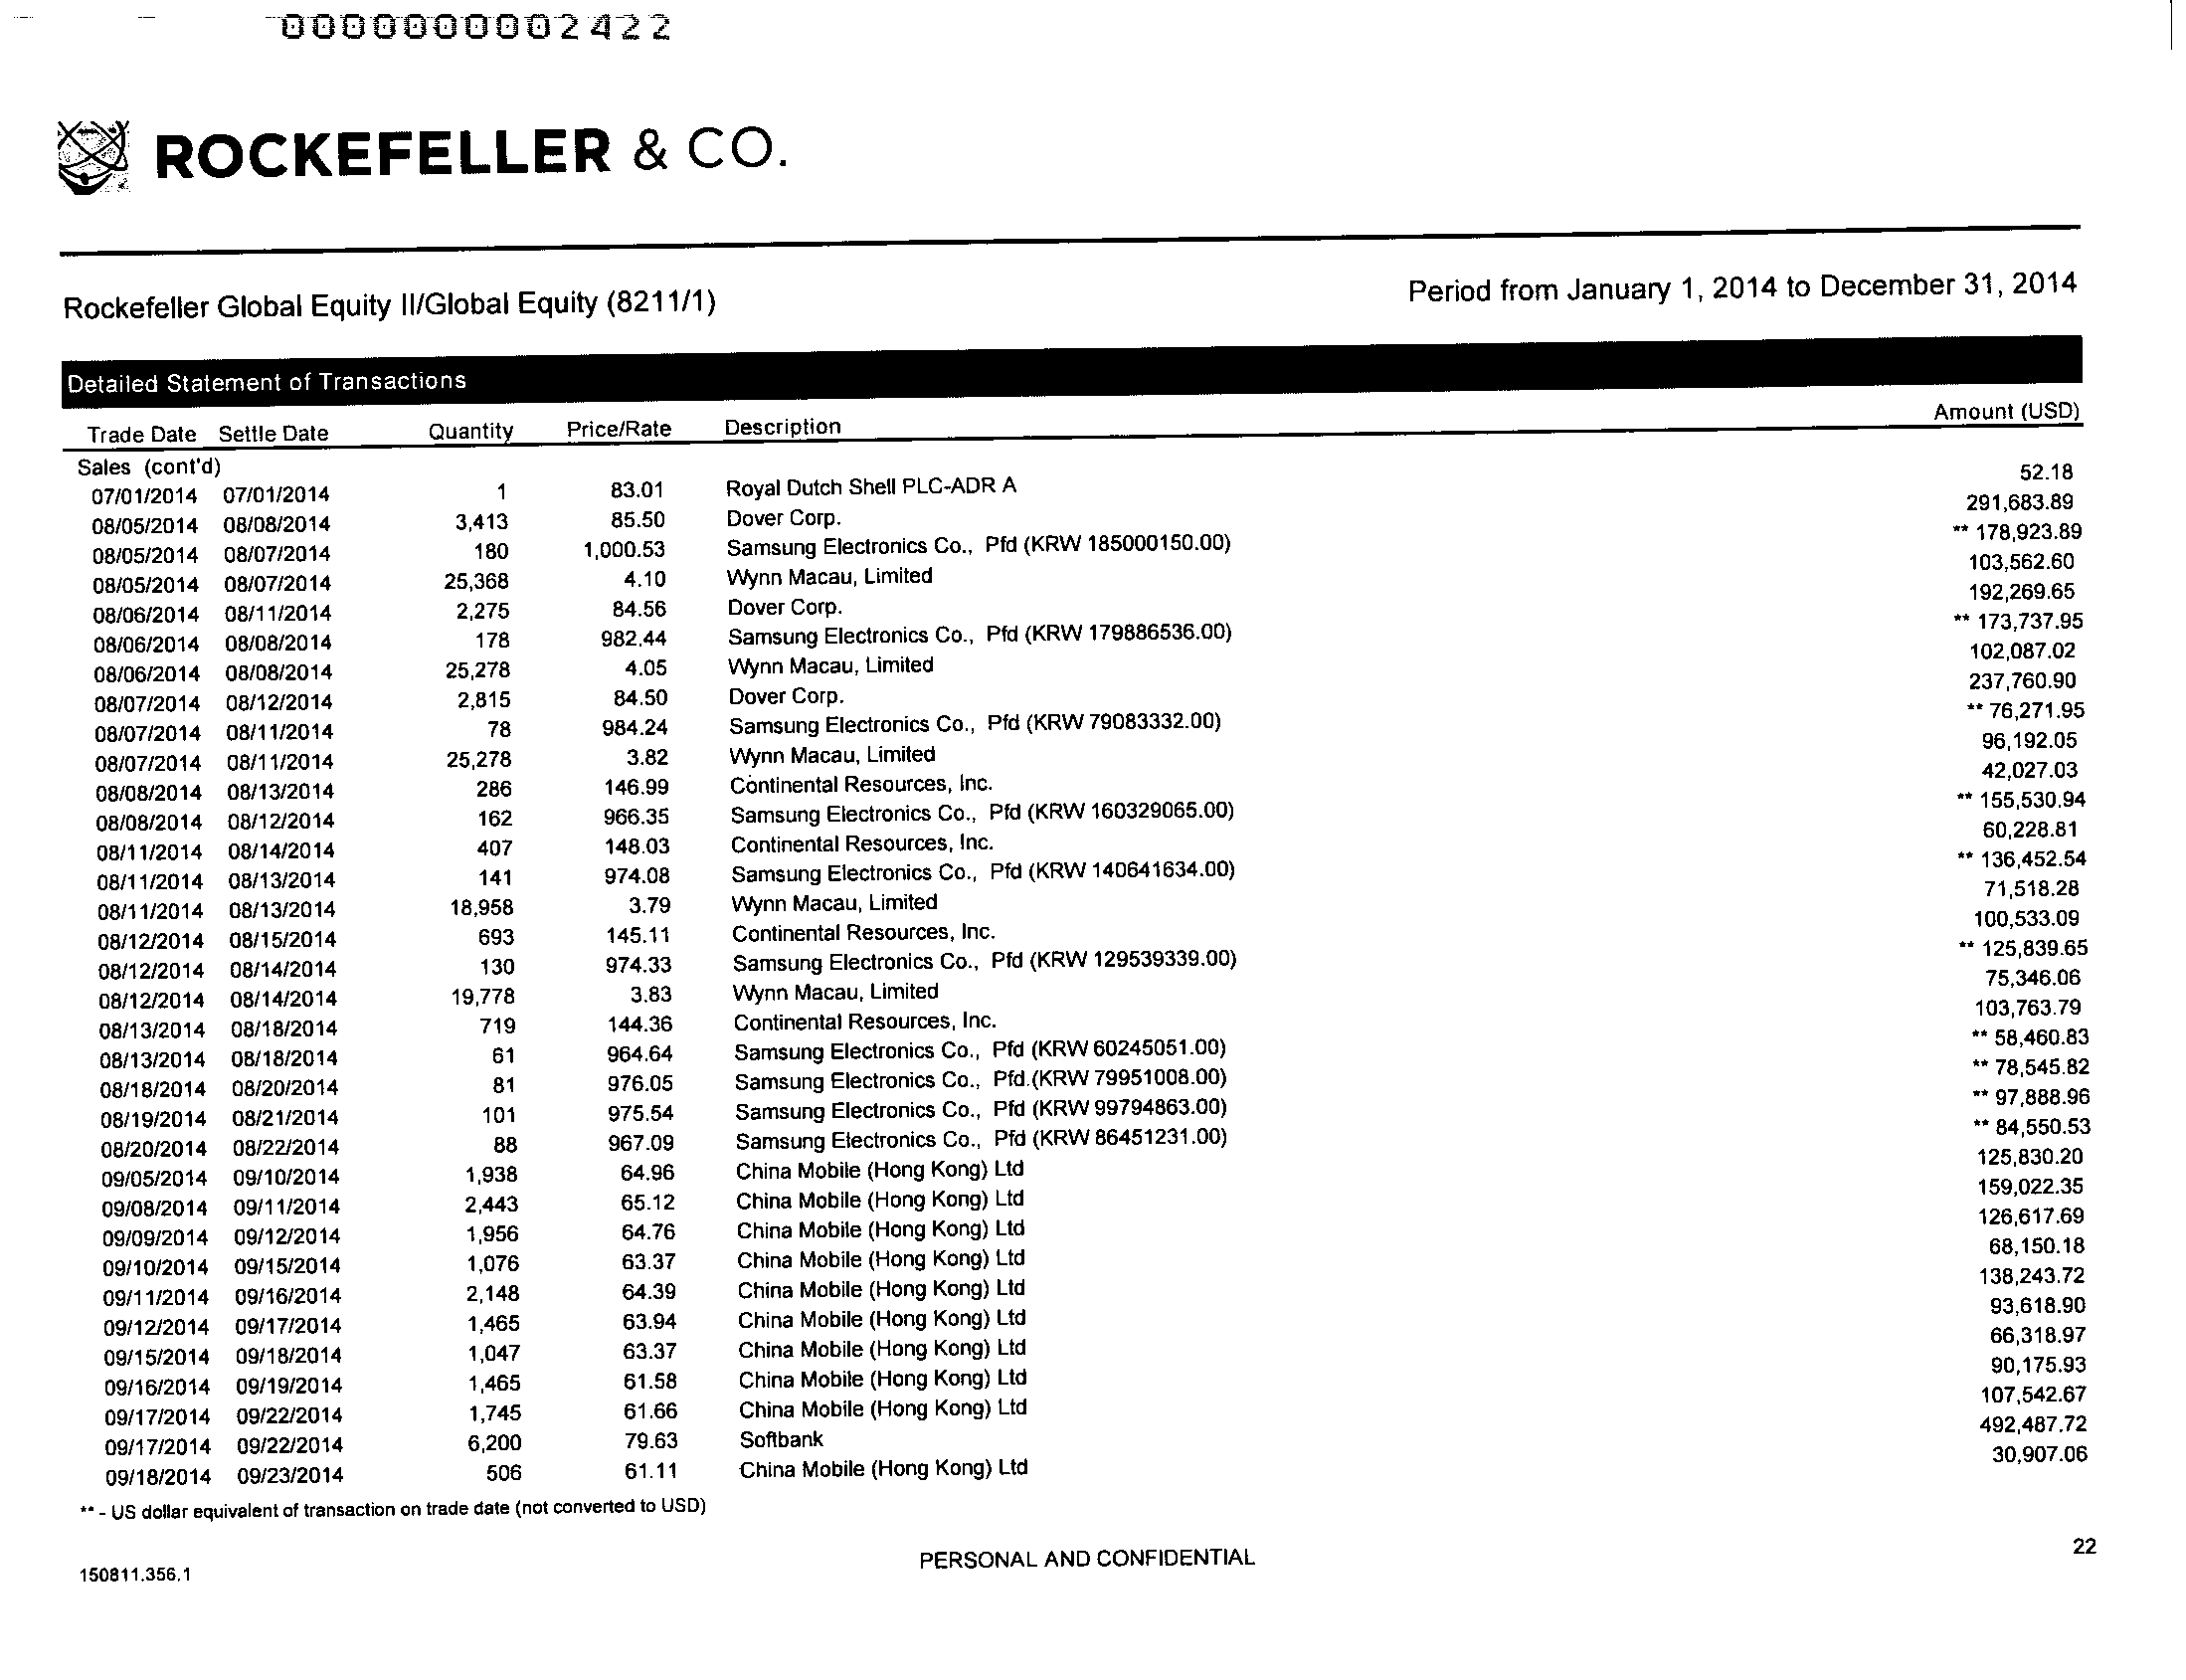 0000000002422
ROCKEFELLER & CO.
Rockefeller Global Equity II/Global Equity (8211/1) Period from January 1, 2014 to December 31, 2014
Detailed Statement of Transactions
Trade Date Settle Date Quantity Price/Rate Description Amount (USD)
Sales (cont'd)
07/01/2014 07/01/2014 1 83.01 Royal Dutch Shell PLC-ADR A 52.18
08/05/2014 08/08/2014 3,413 85.50 Dover Corp. 291,683.89
08/05/2014 08/07/2014 180 1,000.53 Samsung Electronics Co., Pfd (KRW 185000150.00) ** 178,923.89
08/05/2014 08/07/2014 25,368 4.10 Wynn Macau, Limited 103,562.60
08/06/2014 08/11/2014 2,275 84.56 Dover Corp. 192,269.65
08/06/2014 08/08/2014 178 982.44 Samsung Electronics Co., Pfd (KRW 179886536.00) ** 173,737.95
08/06/2014 08/08/2014 25,278 4.05 Wynn Macau, Limited 102,087.02
08/07/2014 08/12/2014 2,815 84.50 Dover Corp. 237,760.90
08/07/2014 08/11/2014 78 984.24 Samsung Electronics Co., Pfd (KRW 79083332.00) ** 76,271.95
08/07/2014 08/11/2014 25,278 3.82 Wynn Macau, Limited 96,192.05
08/08/2014 08/13/2014 286 146.99 Continental Resources, Inc. 42,027.03
08/08/2014 08/12/2014 162 966.35 Samsung Electronics Co., Pfd (KRW 160329065.00) ** 155,530.94
08/11/2014 08/14/2014 407 148.03 Continental Resources, Inc. 60,228.81
08/11/2014 08/13/2014 141 974.08 Samsung Electronics Co., Pfd (KRW 140641634.00) ** 136,452.54
08/11/2014 08/13/2014 18,958 3.79 Wynn Macau, Limited 71,518.28
08/12/2014 08/15/2014 693 145.11 Continental Resources, Inc. 100,533.09
08/12/2014 08/14/2014 130 974.33 Samsung Electronics Co., Pfd (KRW 129539339.00) ** 125,839.65
08/12/2014 08/14/2014 19,778 3.83 Wynn Macau, Limited 75,346.06
08/13/2014 08/18/2014 719 144.36 Continental Resources, Inc. 103,763.79
08/13/2014 08/18/2014 61 964.64 Samsung Electronics Co., Pfd (KRW 60245051.00) ** 58,460.83
08/18/2014 08/20/2014 81 976.05 Samsung Electronics Co., Pfd (KRW 79951008.00) ** 78,545.82
08/19/2014 08/21/2014 101 975.54 Samsung Electronics Co., Pfd (KRW 99794863.00) ** 97,888.96
08/20/2014 08/22/2014 88 967.09 Samsung Electronics Co., Pfd (KRW 86451231.00) ** 84,550.53
09/05/2014 09/10/2014 1,938 64.96 China Mobile (Hong Kong) Ltd 125,830.20
09/08/2014 09/11/2014 2,443 65.12 China Mobile (Hong Kong) Ltd 159,022.35
09/09/2014 09/12/2014 1,956 64.76 China Mobile (Hong Kong) Ltd 126,617.69
09/10/2014 09/15/2014 1,076 63.37 China Mobile (Hong Kong) Ltd 68,150.18
09/11/2014 09/16/2014 2,148 64.39 China Mobile (Hong Kong) Ltd 138,243.72
09/12/2014 09/17/2014 1,465 63.94 China Mobile (Hong Kong) Ltd 93,618.90
09/15/2014 09/18/2014 1,047 63.37 China Mobile (Hong Kong) Ltd 66,318.97
09/16/2014 09/19/2014 1,465 61.58 China Mobile (Hong Kong) Ltd 90,175.93
09/17/2014 09/22/2014 1,745 61.66 China Mobile (Hong Kong) Ltd 107,542.67
09/17/2014 09/22/2014 6,200 79.63 Softbank 492,487.72
09/18/2014 09/23/2014 506 61.11 China Mobile (Hong Kong) Ltd 30,907.06
** - US dollar equivalent of transaction on trade date (not converted to USD)
150811.356.1 PERSONAL AND CONFIDENTIAL 22